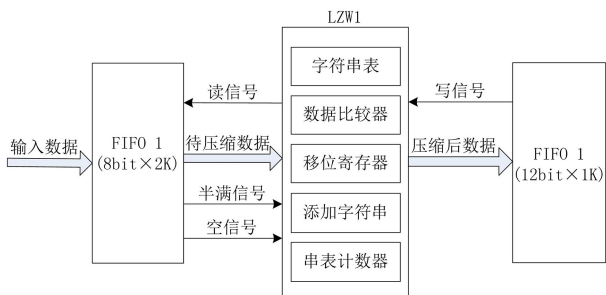 LZW1
输入数据
FIFO 1
(8bit×2K)
读信号
待压缩数据
半满信号
空信号
字符串表
数据比较器
移位寄存器
添加字符串
串表计数器
写信号
压缩后数据
FIFO 1
(12bit×1K)